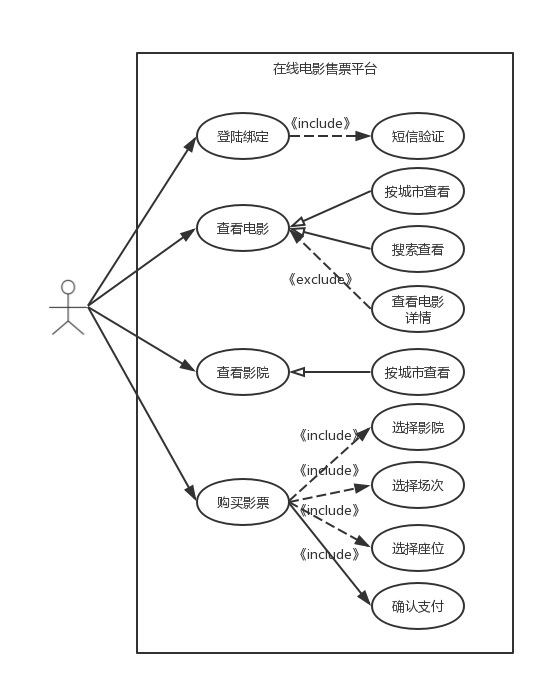 在线电影售票平台
登陆绑定
《include》
短信验证
按城市查看
查看电影
搜索查看
《exclude》
查看电影
详情
查看影院
按城市查看
选择影院
《include》
《include》
选择场次
购买影票
《include》
选择座位
《include》
确认支付